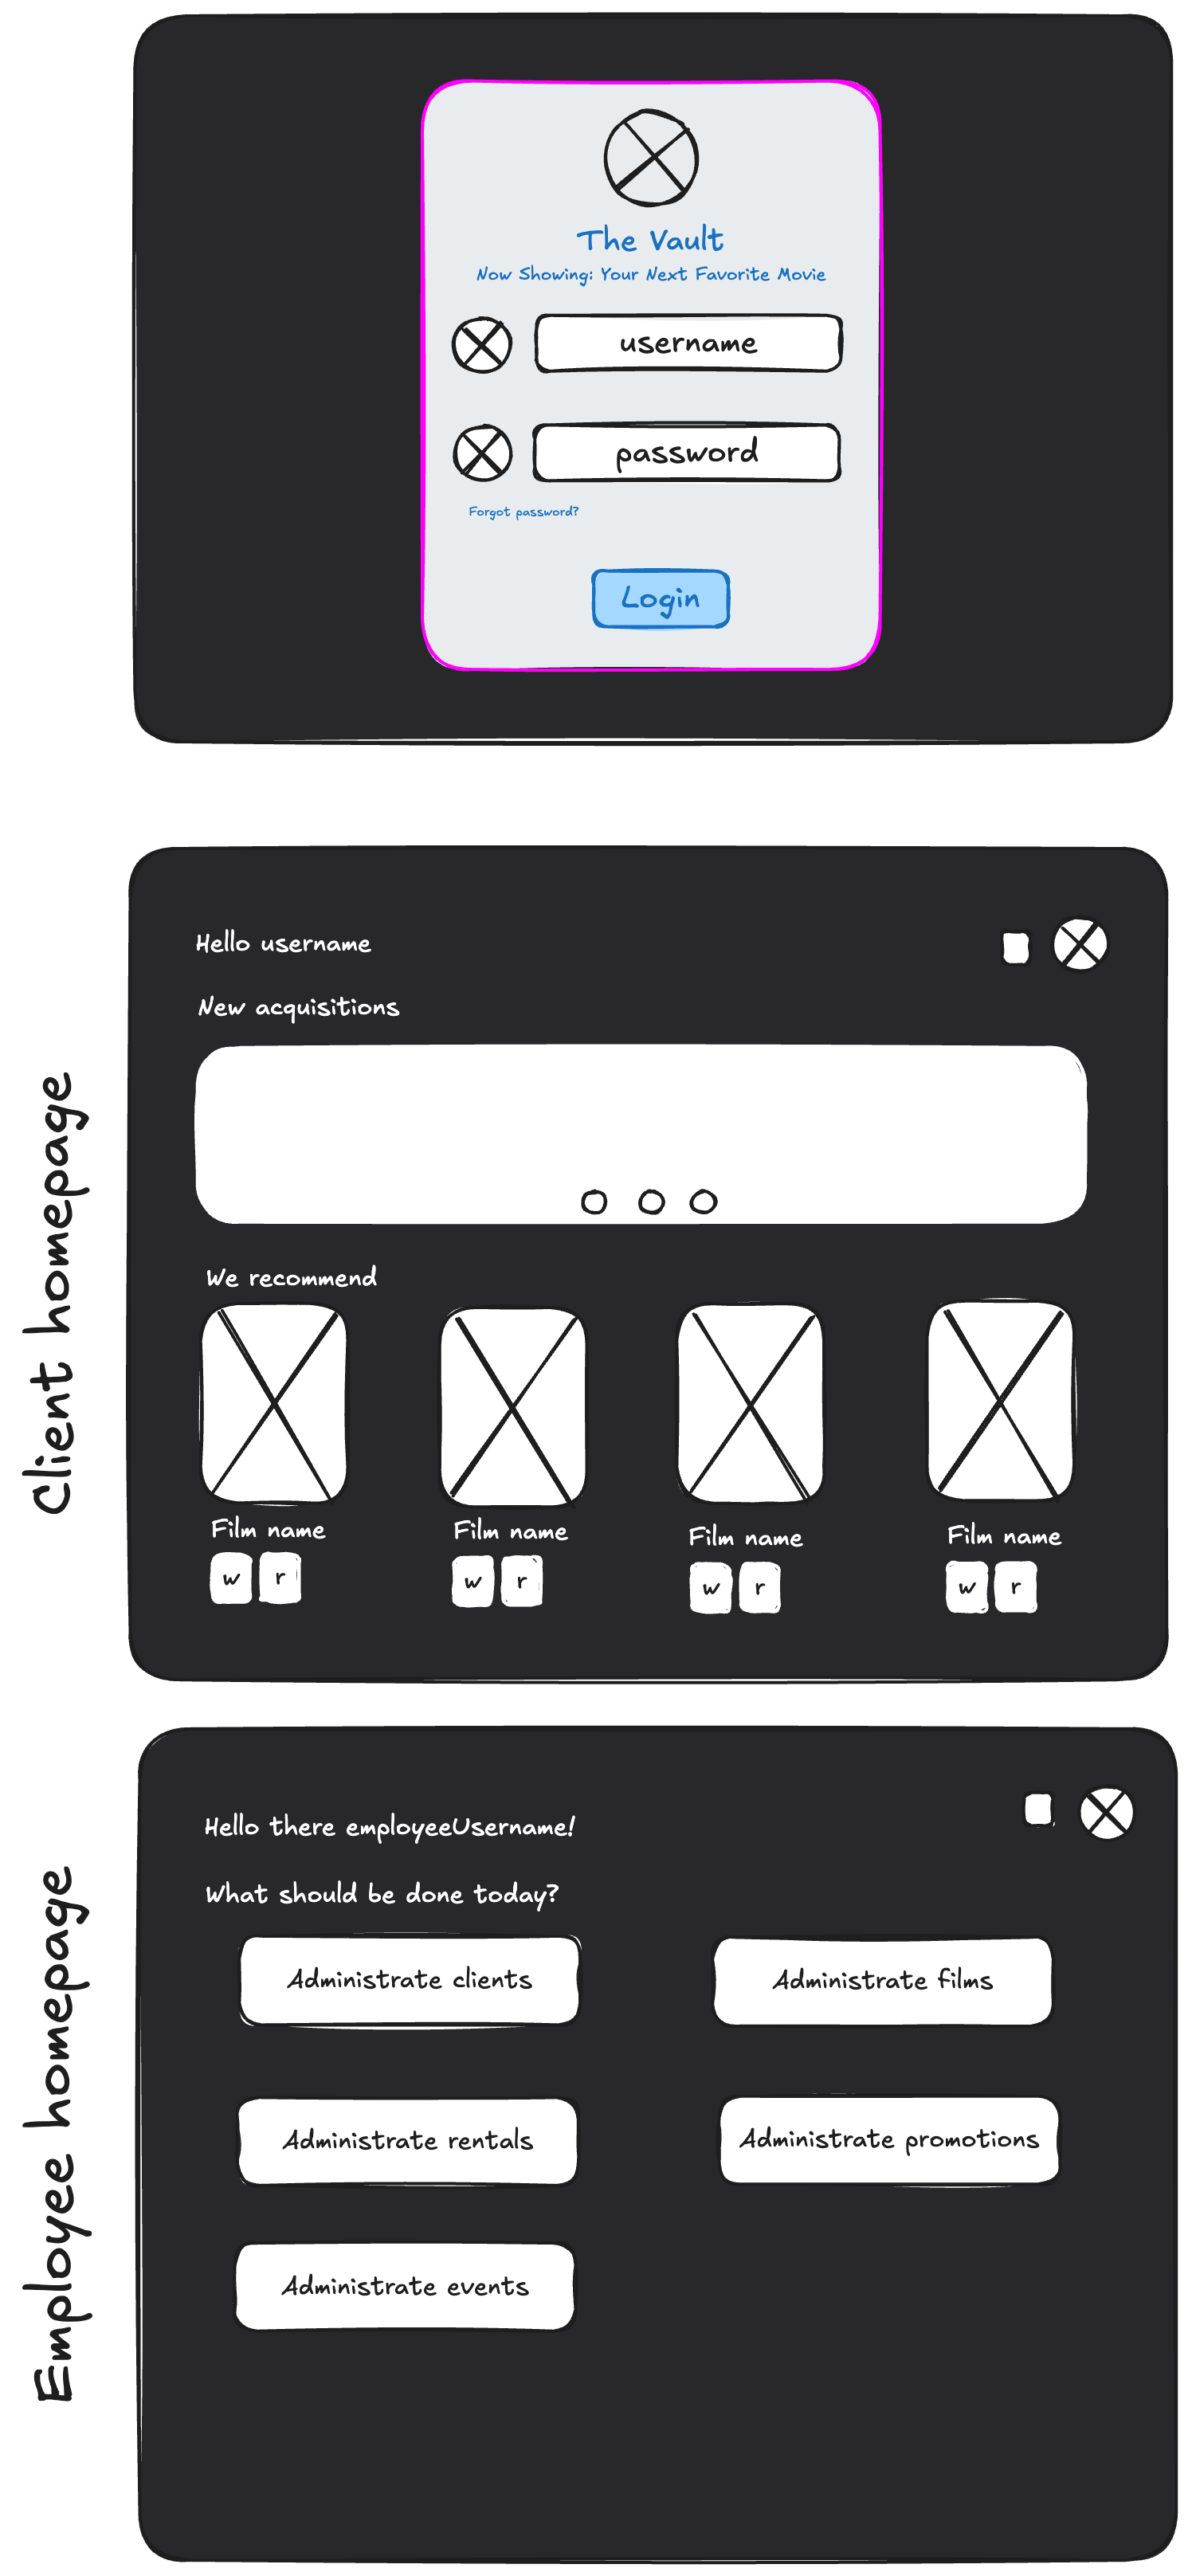 The Vault
Now Showing: Your Next Favorite Movie
username
password
Forgot password?
Login
Client homepage
Hello username
New acquisitions
We recommend
Film name
w r
Film name
w r
Film name
w r
Film name
w r
Employee homepage
Hello there employeeUsername!
What should be done today?
Administrate clients
Administrate films
Administrate rentals
Administrate promotions
Administrate events